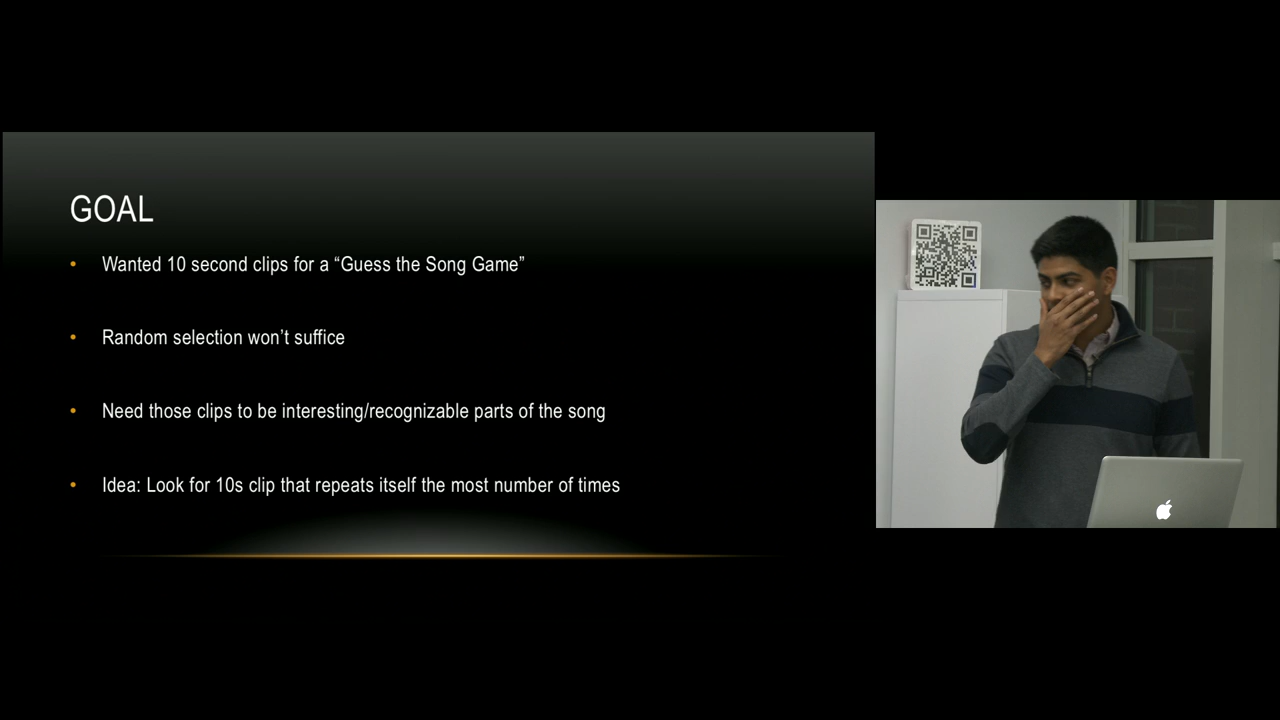 GOAL
• Wanted 10 second clips for a “Guess the Song Game”
• Random selection won’t suffice
• Need those clips to be interesting/recognizable parts of the song
• Idea: Look for 10s clip that repeats itself the most number of times